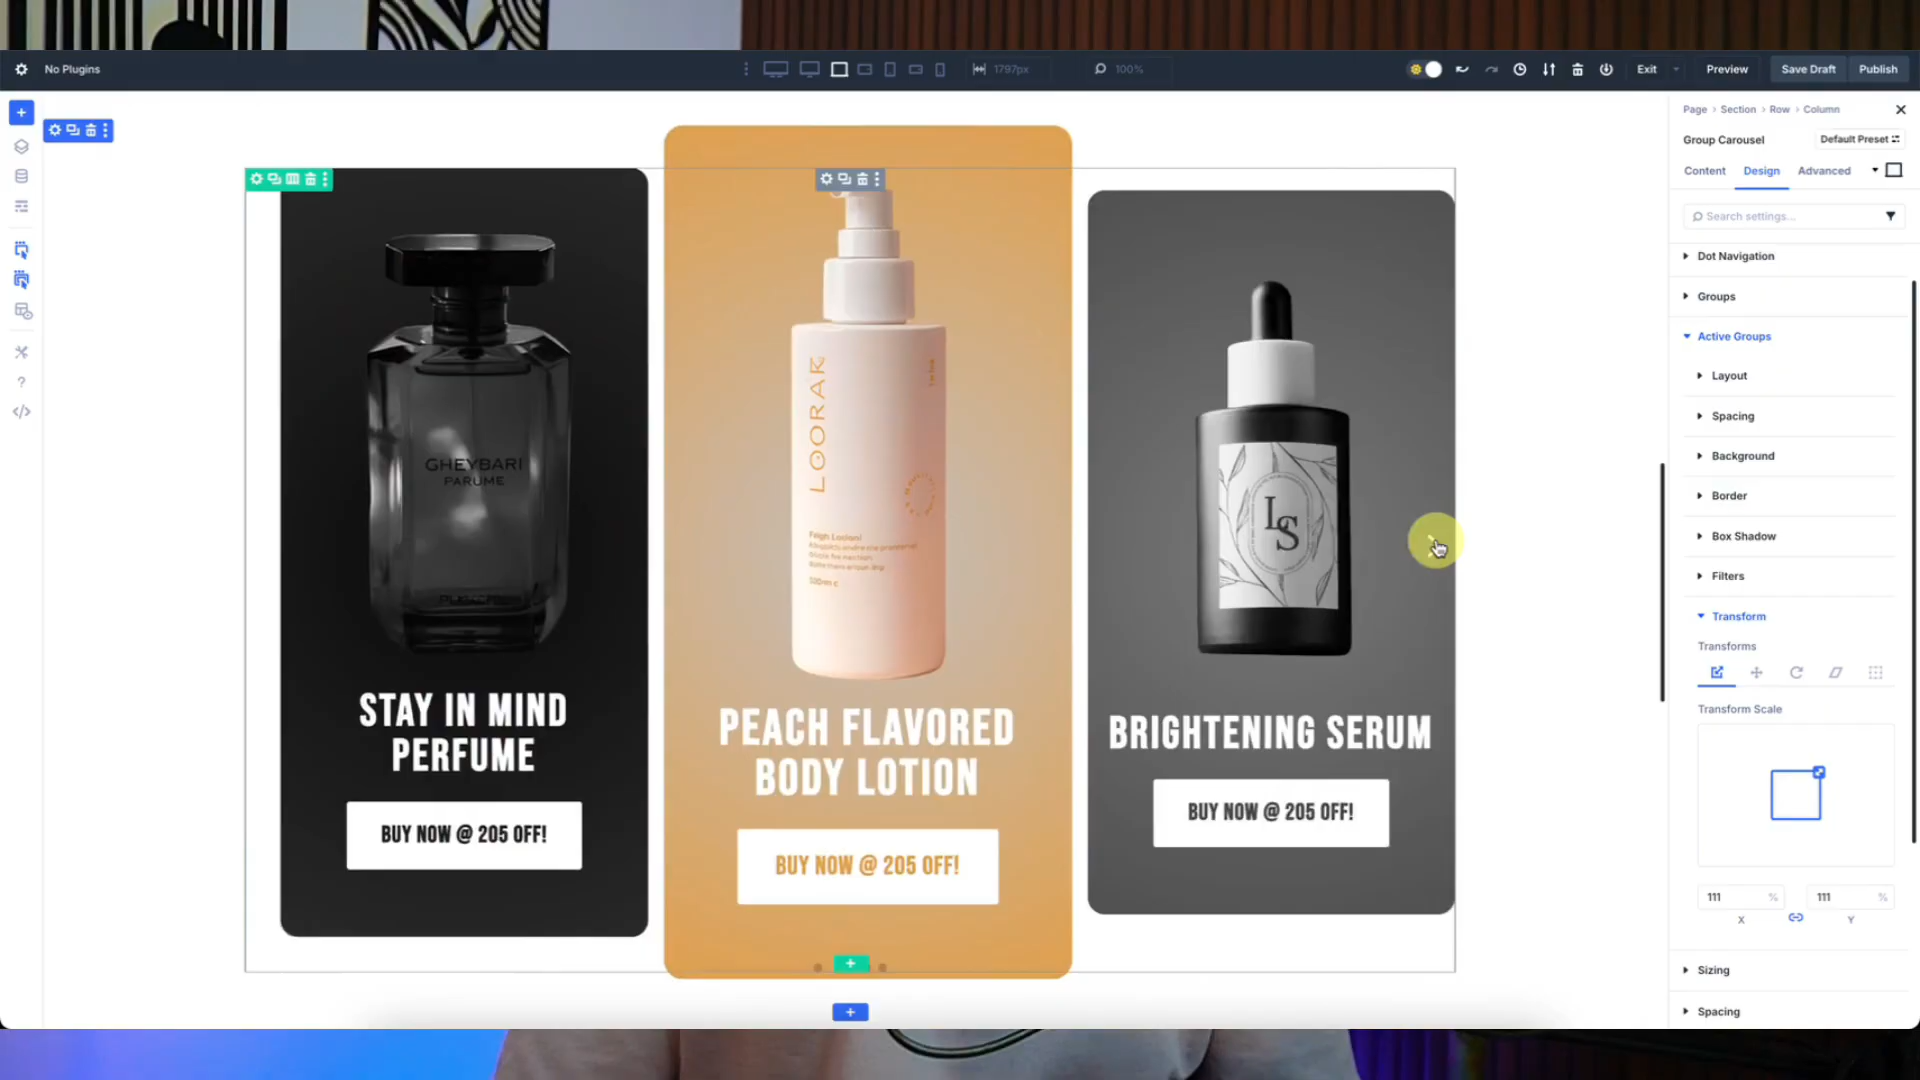 No Plugins
1797px
100%
Exit
Preview
Save Draft
Publish
Page > Section > Row > Column
Group Carousel
Default Preset
Content
Design
Advanced
Search settings...
Dot Navigation
Groups
Active Groups
Layout
Spacing
Background
Border
Box Shadow
Filters
Transform
Transforms
Transform Scale
111 %
111 %
X
Y
Sizing
Spacing
GHEYBARI
PARUME
STAY IN MIND
PERFUME
BUY NOW @ 205 OFF!
LOORAR
PEACH FLAVORED
BODY LOTION
BUY NOW @ 205 OFF!
LS
BRIGHTENING SERUM
BUY NOW @ 205 OFF!